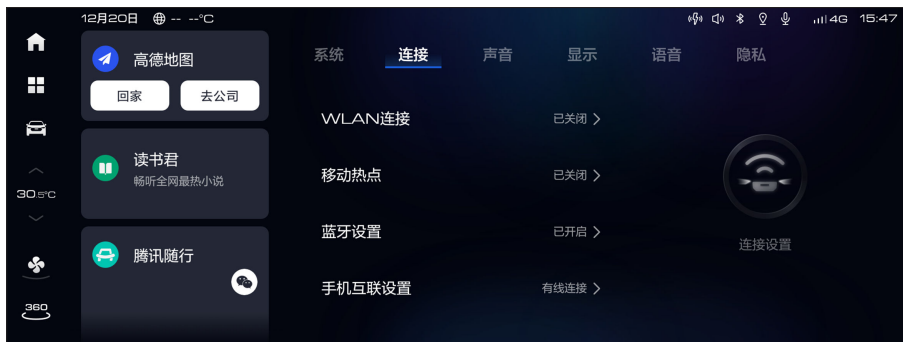 12月20日 -- --°C
4G 15:47
系统 连接 声音 显示 语音 隐私
高德地图
回家 去公司
读书君
畅听全网最热小说
腾讯随行
30.5°C
360
WLAN连接 已关闭
移动热点 已关闭
蓝牙设置 已开启
手机互联设置 有线连接
连接设置